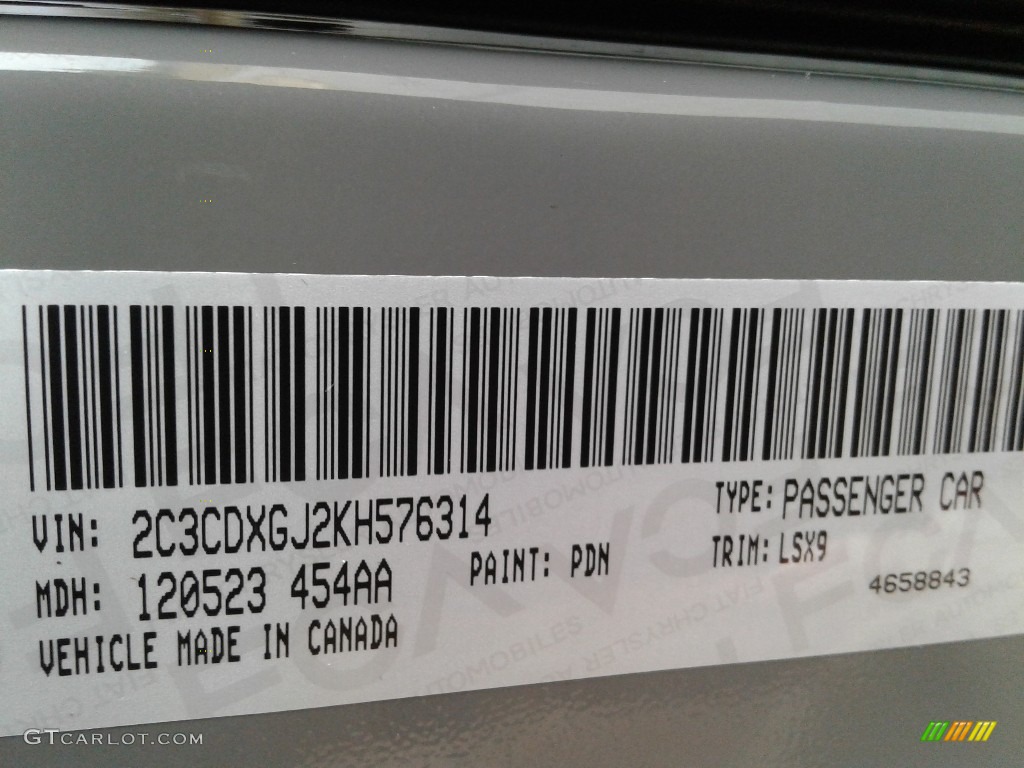 VIN: 2C3CDXGJ2KH576314
TYPE: PASSENGER CAR
MDH: 120523 454AA
PAINT: PDN
TRIM: LSX9
4658843
VEHICLE MADE IN CANADA
GTCARLOT.COM